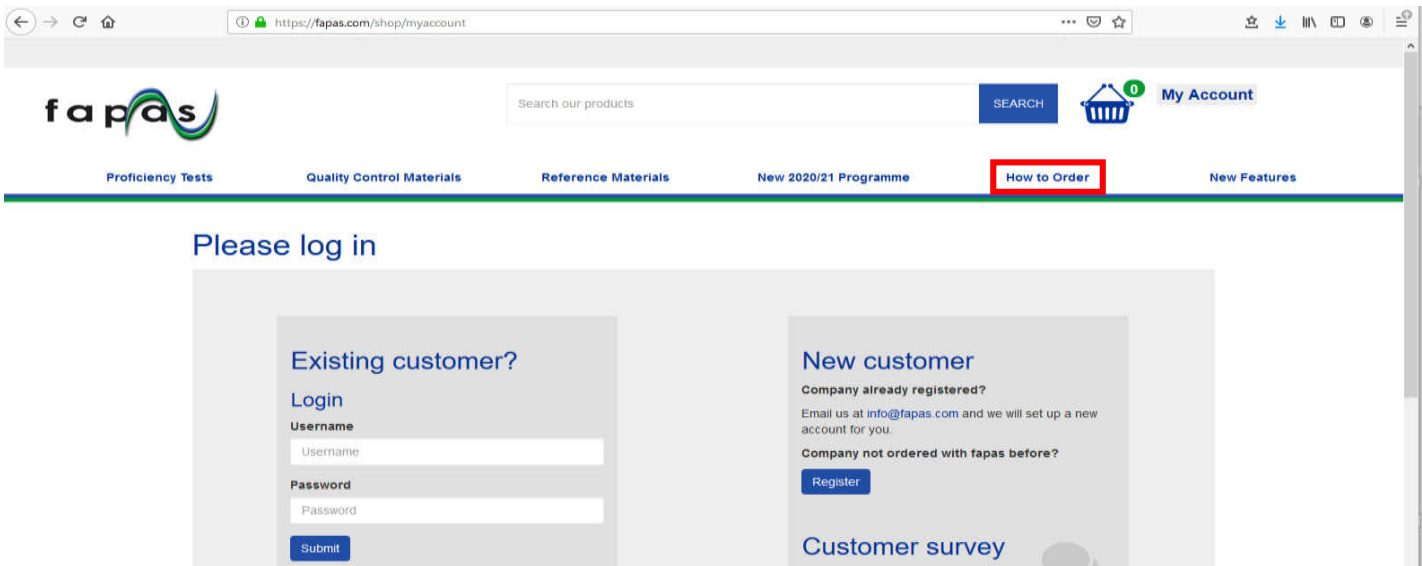 https://fapas.com/shop/myaccount
fapas
Search our products
SEARCH
0
My Account
Proficiency Tests
Quality Control Materials
Reference Materials
New 2020/21 Programme
How to Order
New Features
Please log in
Existing customer?
Login
Username
Username
Password
Password
Submit
New customer
Company already registered?
Email us at info@fapas.com and we will set up a new
account for you.
Company not ordered with fapas before?
Register
Customer survey